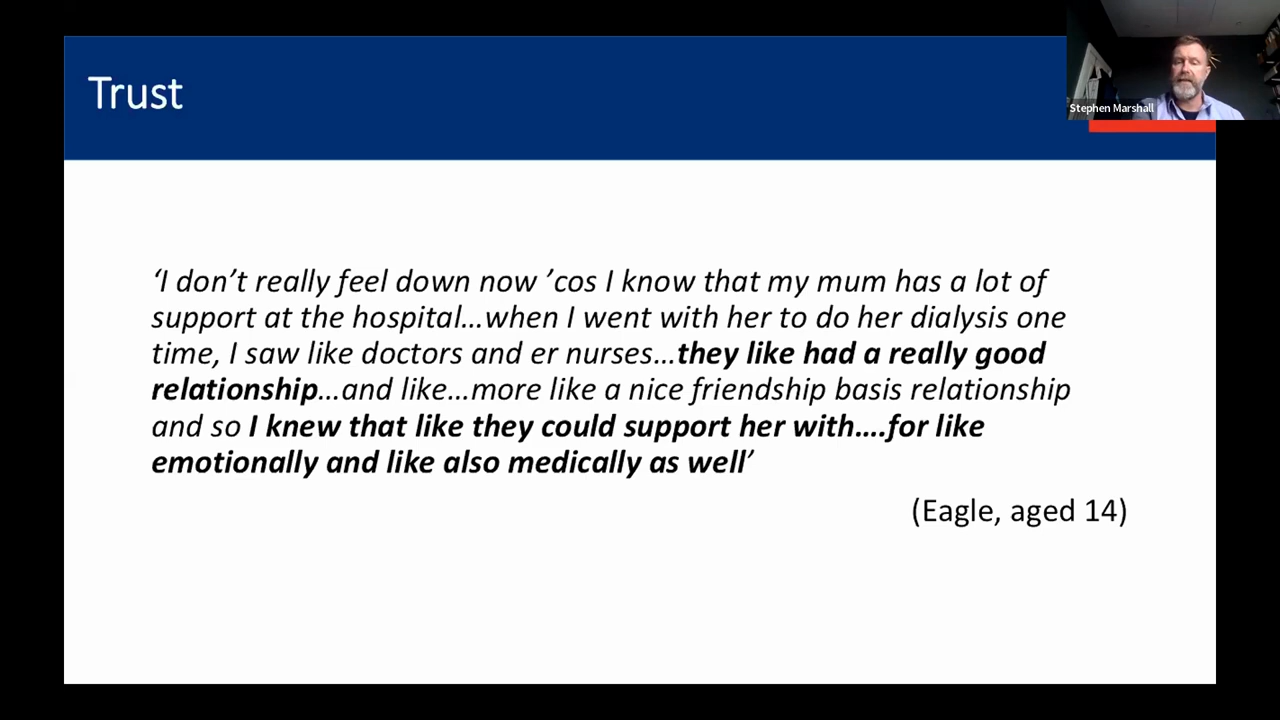 Trust
Stephen Marshall
‘I don’t really feel down now ’cos I know that my mum has a lot of
support at the hospital…when I went with her to do her dialysis one
time, I saw like doctors and er nurses…they like had a really good
relationship…and like…more like a nice friendship basis relationship
and so I knew that like they could support her with….for like
emotionally and like also medically as well’
(Eagle, aged 14)